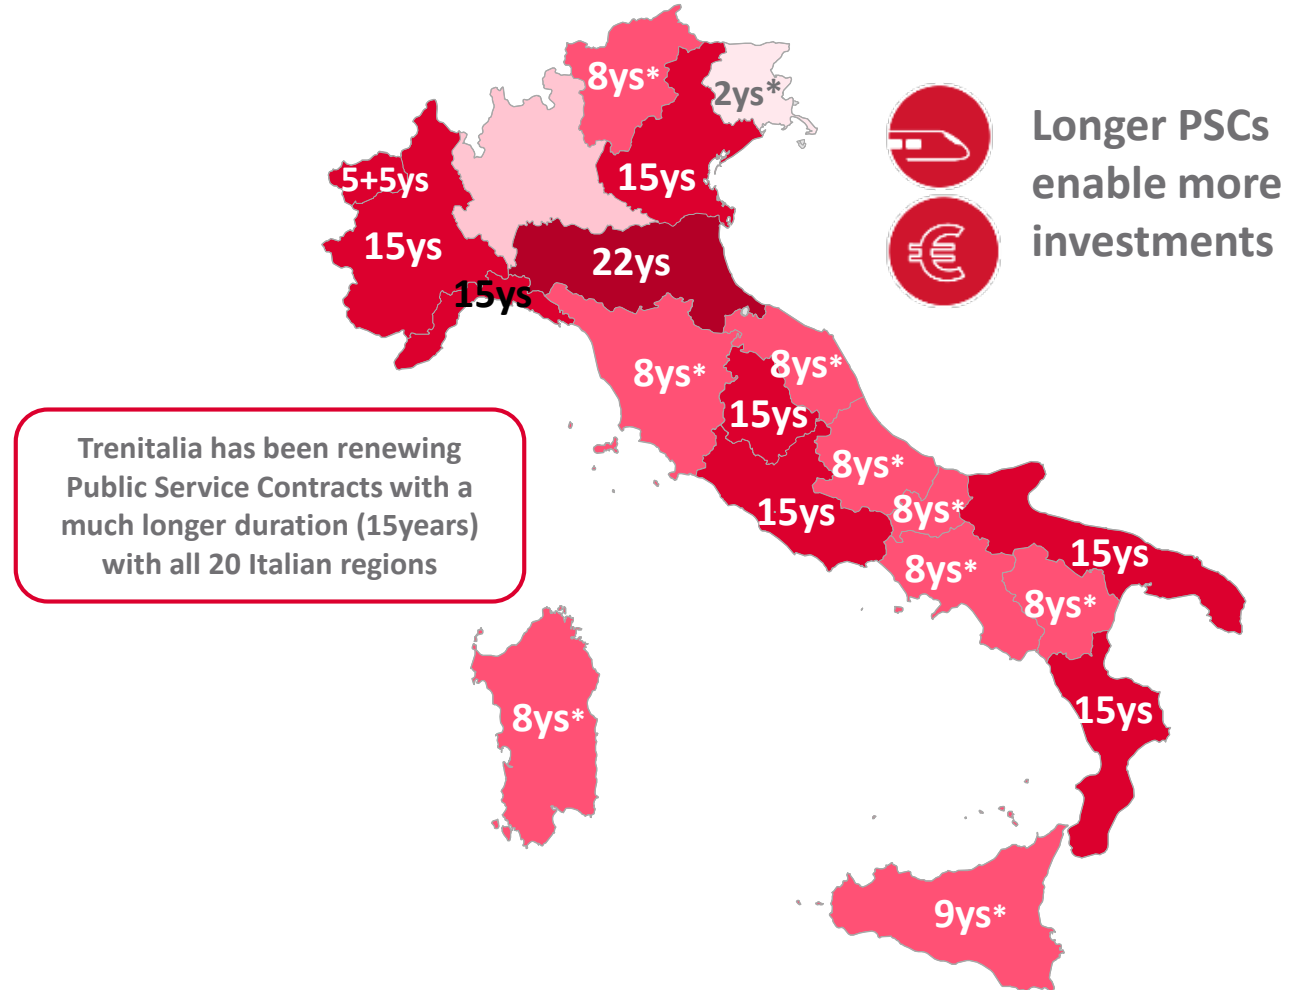 8ys*
2ys*
Longer PSCs
enable more
investments
5+5ys
15ys
15ys
22ys
15ys
8ys*
8ys*
15ys
Trenitalia has been renewing
Public Service Contracts with a
much longer duration (15years)
with all 20 Italian regions
8ys*
15ys
8ys*
15ys
8ys*
8ys*
8ys*
15ys
9ys*